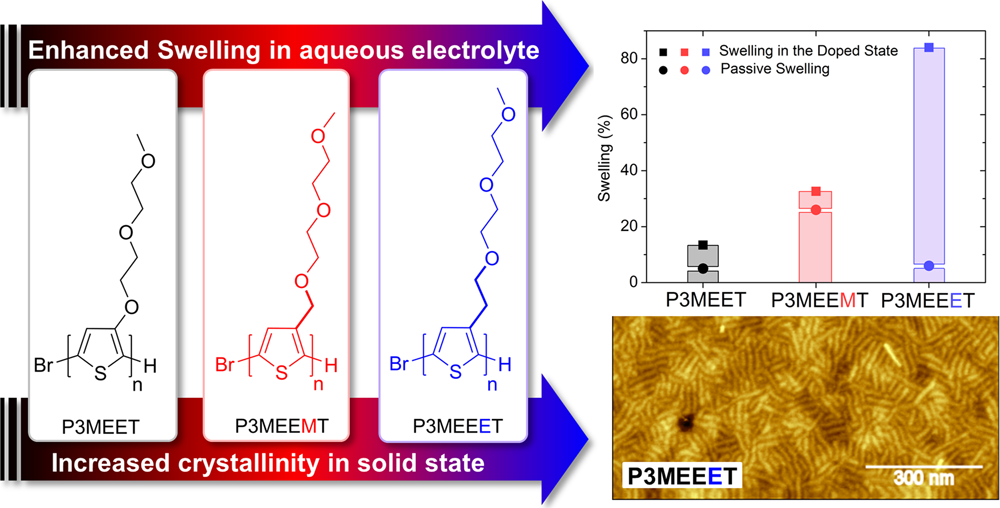 Enhanced Swelling in aqueous electrolyte
O
O
O
Br
S
n
H
P3MEET
O
O
O
Br
S
n
H
P3MEEMT
O
O
O
Br
S
n
H
P3MEEET
Increased crystallinity in solid state
Swelling (%)
80
60
40
20
0
Swelling in the Doped State
Passive Swelling
P3MEET P3MEEMT P3MEEET
P3MEEET
300 nm